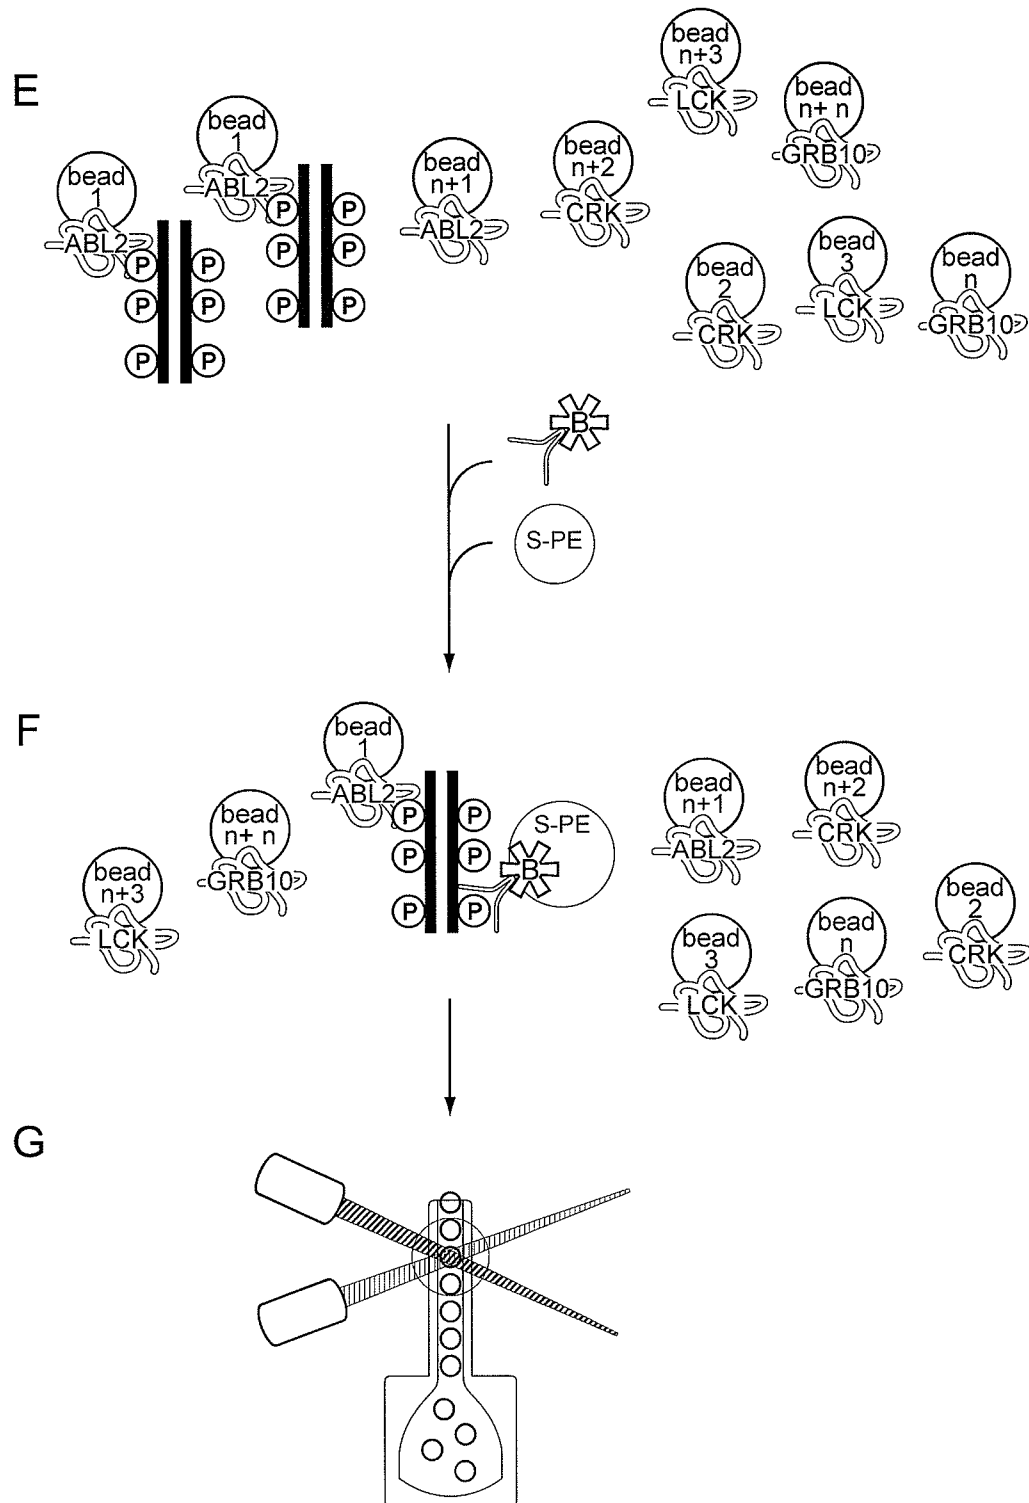 E
bead
1
ABL2
P P
P P
P P
bead
1
ABL2
P P
P P
P P
bead
n+1
ABL2
bead
n+2
CRK
bead
n+3
LCK
bead
n+ n
GRB10
bead
2
CRK
bead
3
LCK
bead
n
GRB10
B
S-PE
F
bead
n+3
LCK
bead
n+ n
GRB10
bead
1
ABL2
P P
P P
P P
S-PE
B
bead
n+1
ABL2
bead
n+2
CRK
bead
3
LCK
bead
n
GRB10
bead
2
CRK
G